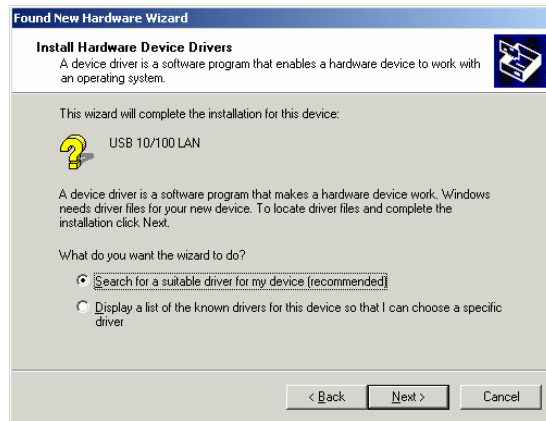 Found New Hardware Wizard
Install Hardware Device Drivers
A device driver is a software program that enables a hardware device to work with
an operating system.
This wizard will complete the installation for this device:
USB 10/100 LAN
A device driver is a software program that makes a hardware device work. Windows
needs driver files for your new device. To locate driver files and complete the
installation click Next.
What do you want the wizard to do?
Search for a suitable driver for my device (recommended)
Display a list of the known drivers for this device so that I can choose a specific
driver
< Back Next > Cancel